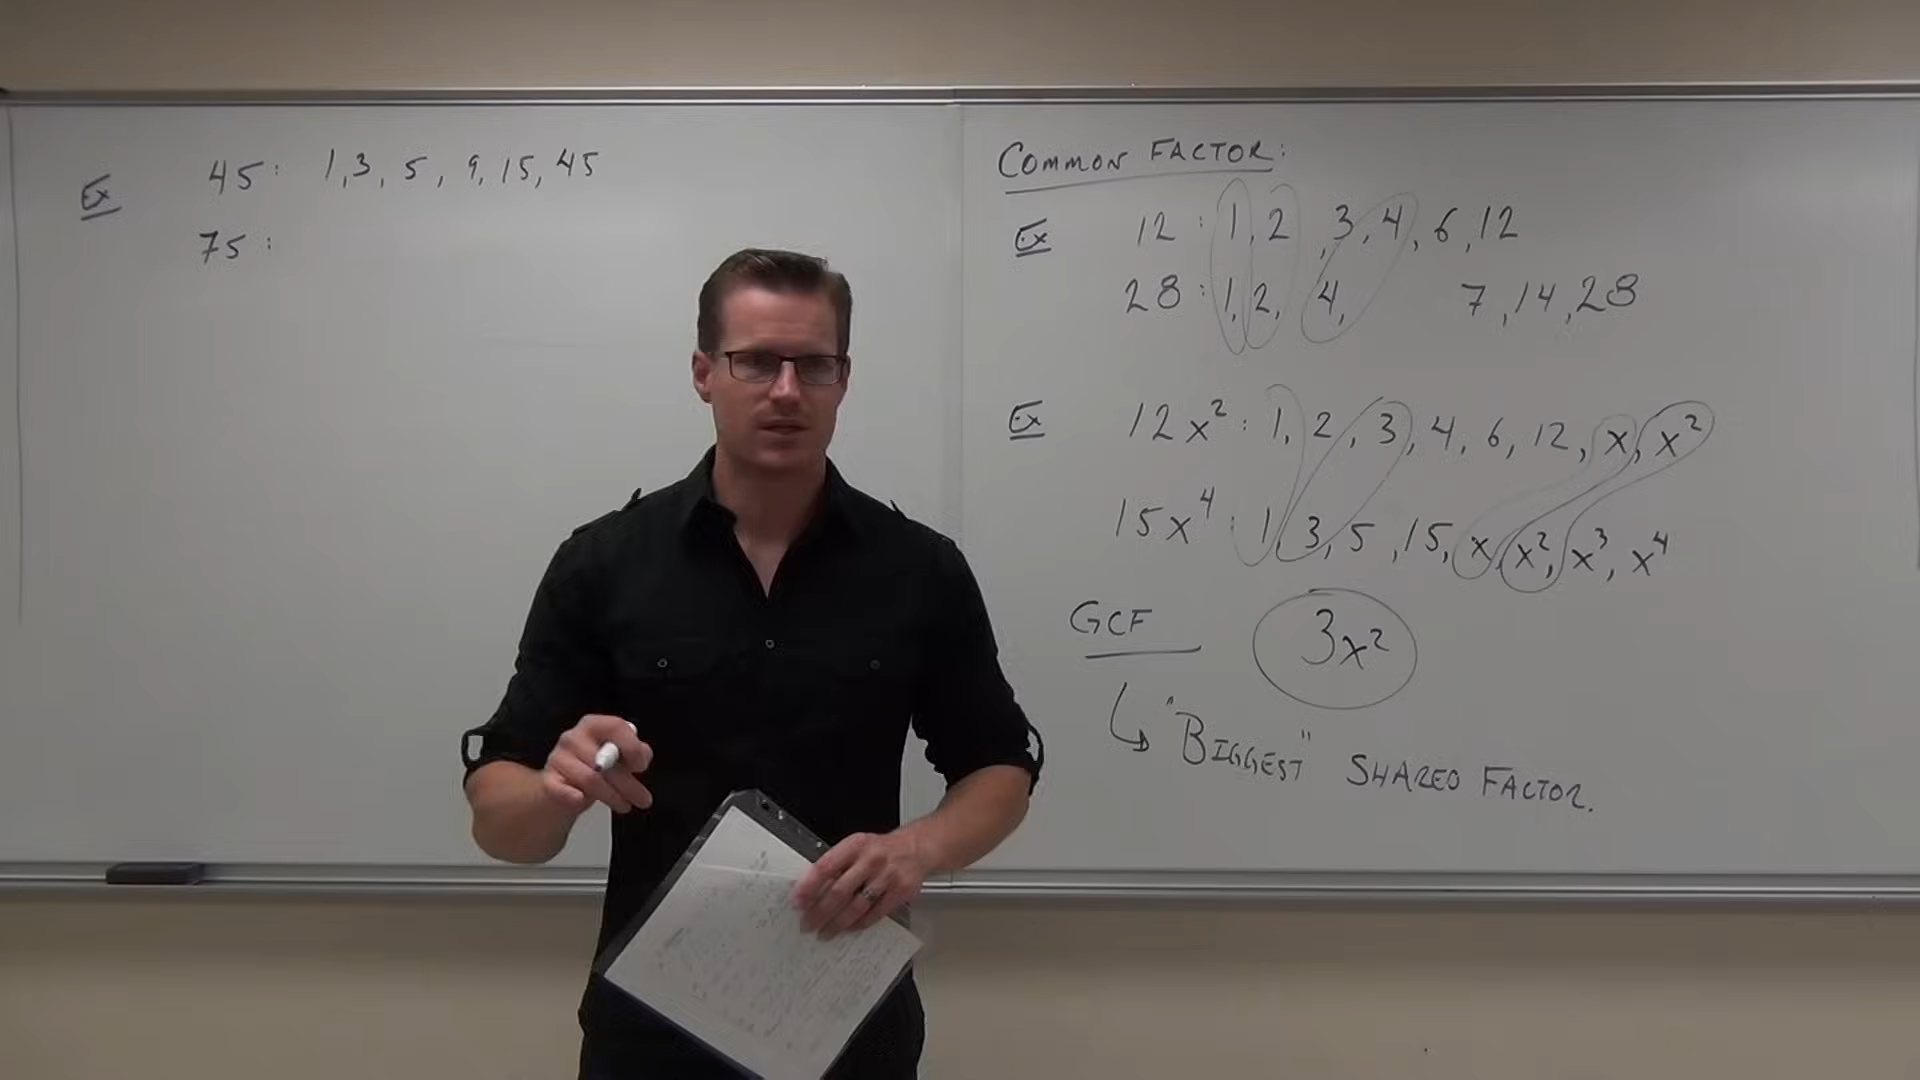 Ex 45: 1, 3, 5, 9, 15, 45
75:
COMMON FACTOR:
Ex 12: 1, 2, 3, 4, 6, 12
28: 1, 2, 4, 7, 14, 28
Ex 12x²: 1, 2, 3, 4, 6, 12, x, x²
15x⁴: 1, 3, 5, 15, x, x², x³, x⁴
GCF 3x²
"BIGGEST" SHARED FACTOR.